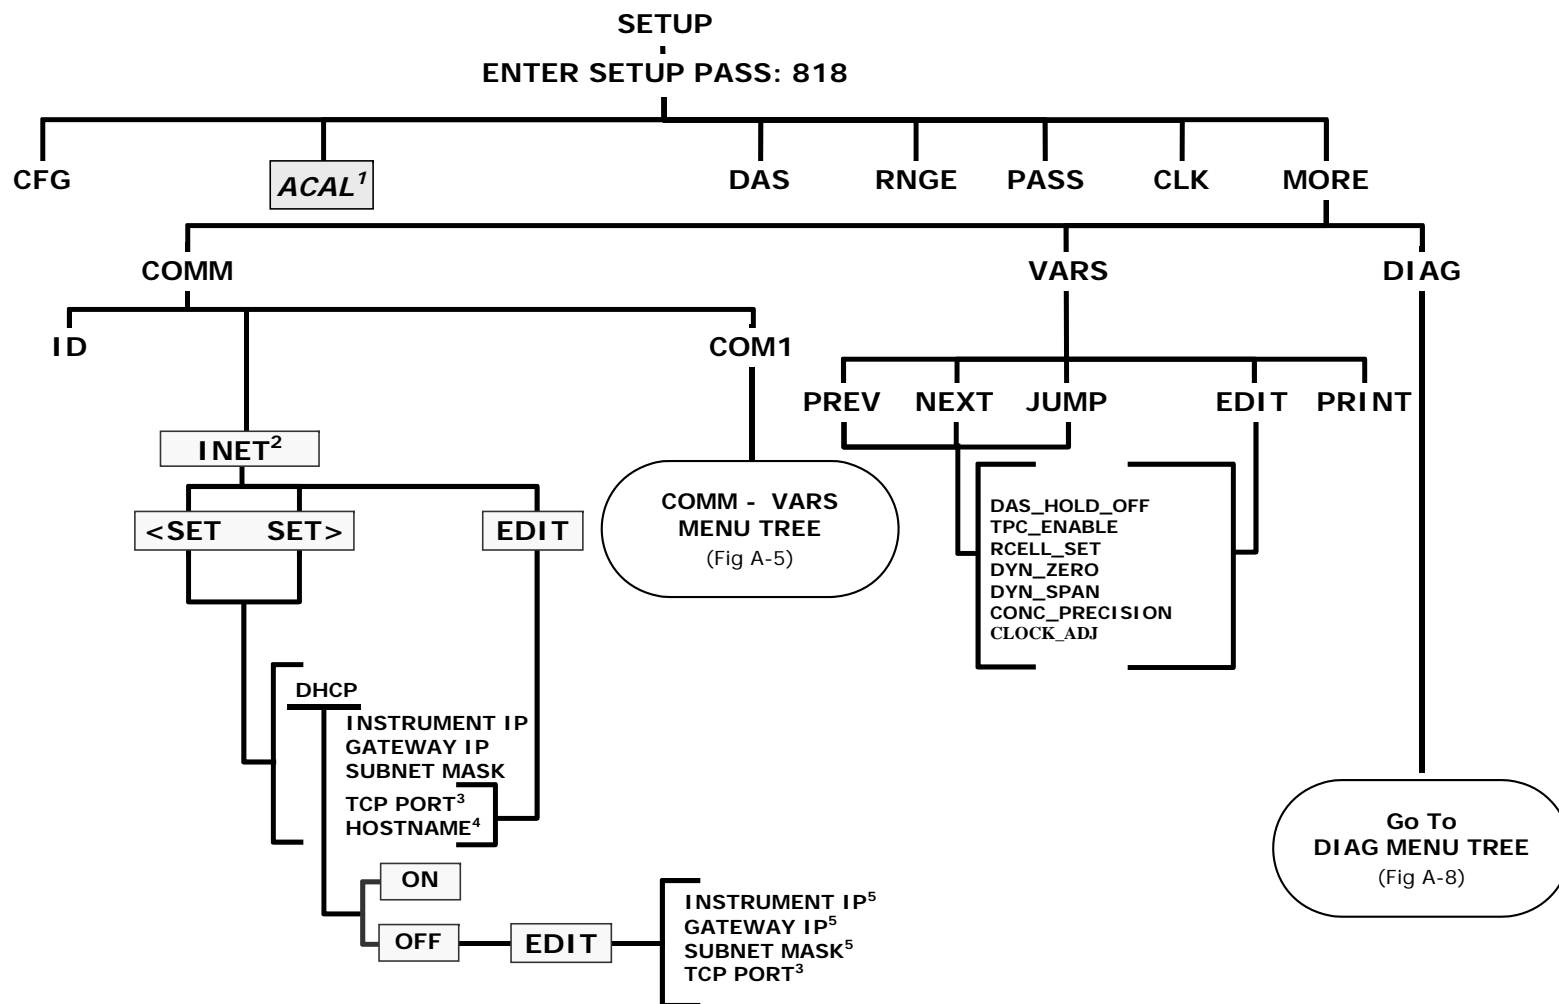 SETUP
ENTER SETUP PASS: 818
CFG
ACAL¹
DAS
RNGE
PASS
CLK
MORE
COMM
VARS
DIAG
ID
COM1
PREV
NEXT
JUMP
EDIT
PRINT
INET²
<SET SET>
EDIT
COMM - VARS
MENU TREE
(Fig A-5)
DAS_HOLD_OFF
TPC_ENABLE
RCELL_SET
DYN_ZERO
DYN_SPAN
CONC_PRECISION
CLOCK_ADJ
DHCP
INSTRUMENT IP
GATEWAY IP
SUBNET MASK
TCP PORT³
HOSTNAME⁴
Go To
DIAG MENU TREE
(Fig A-8)
ON
OFF
EDIT
INSTRUMENT IP⁵
GATEWAY IP⁵
SUBNET MASK⁵
TCP PORT³